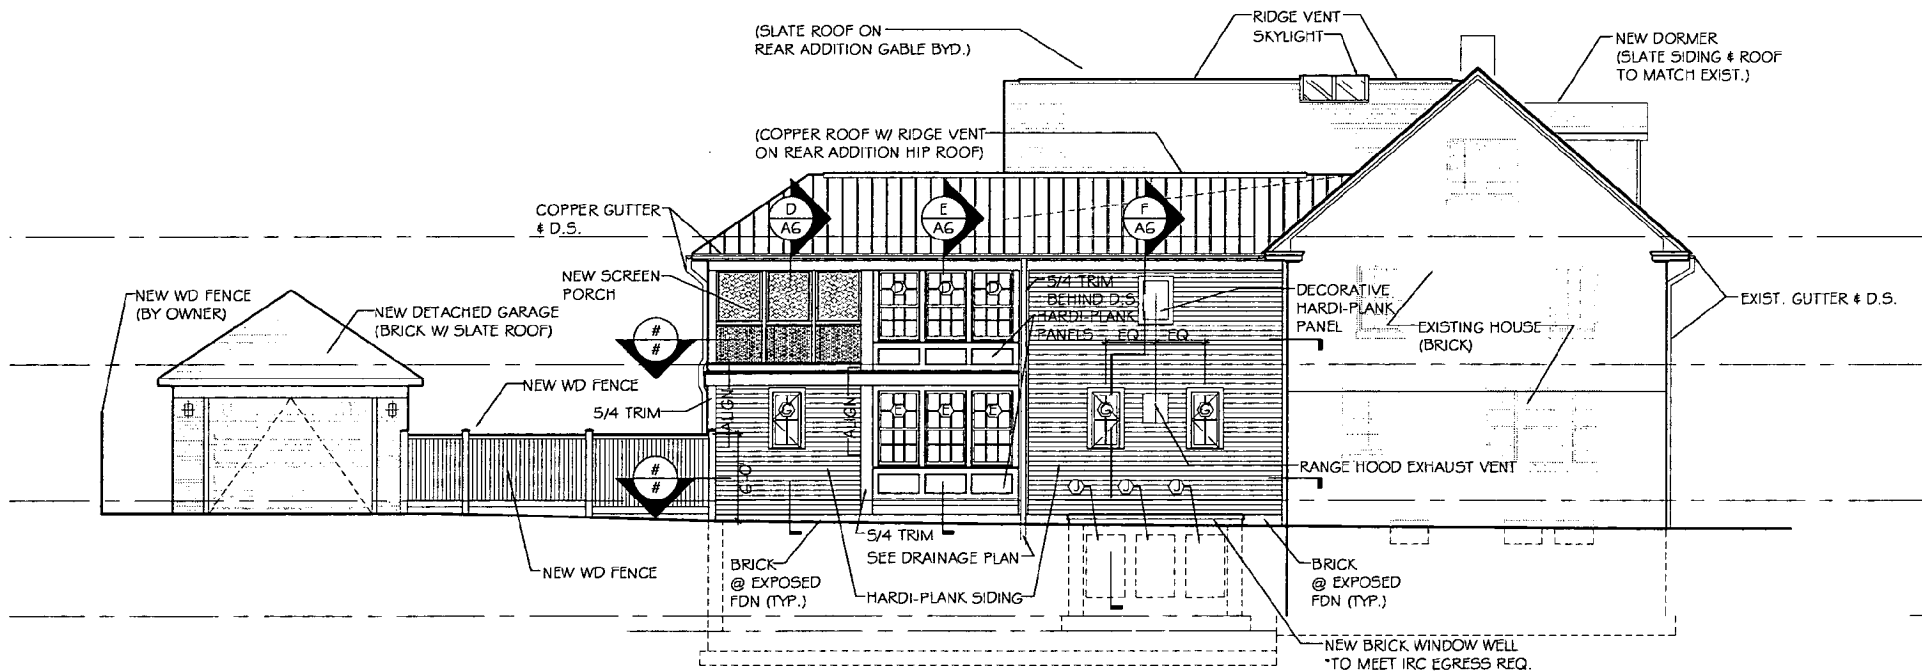 (SLATE ROOF ON
REAR ADDITION GABLE BYD.)
RIDGE VENT
SKYLIGHT
NEW DORMER
(SLATE SIDING & ROOF
TO MATCH EXIST.)
(COPPER ROOF W/ RIDGE VENT
ON REAR ADDITION HIP ROOF)
D
A6
E
A6
F
A6
COPPER GUTTER
& D.S.
NEW SCREEN
PORCH
NEW WD FENCE
(BY OWNER)
NEW DETACHED GARAGE
(BRICK W/ SLATE ROOF)
#
#
D
D
D
5/4 TRIM
BEHIND D.S.
HARDI-PLANK
PANELS
EQ
EQ
DECORATIVE
HARDI-PLANK
PANEL
EXISTING HOUSE
(BRICK)
EXIST. GUTTER & D.S.
NEW WD FENCE
5/4 TRIM
ALIGN
ALIGN
G
E
E
E
G
G
RANGE HOOD EXHAUST VENT
#
#
6'-0"
J
J
J
5/4 TRIM
SEE DRAINAGE PLAN
NEW WD FENCE
BRICK
@ EXPOSED
FDN (TYP.)
HARDI-PLANK SIDING
BRICK
@ EXPOSED
FDN (TYP.)
NEW BRICK WINDOW WELL
*TO MEET IRC EGRESS REQ.